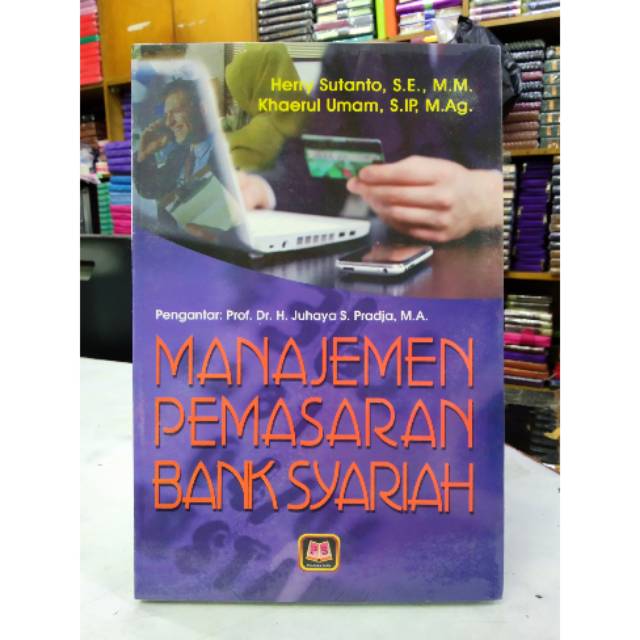 Herry Sutanto, S.E., M.M.
Khaerul Umam, S.IP, M.Ag.
Pengantar: Prof. Dr. H. Juhaya S. Pradja, M.A.
MANAJEMEN
PEMASARAN
BANK SYARIAH